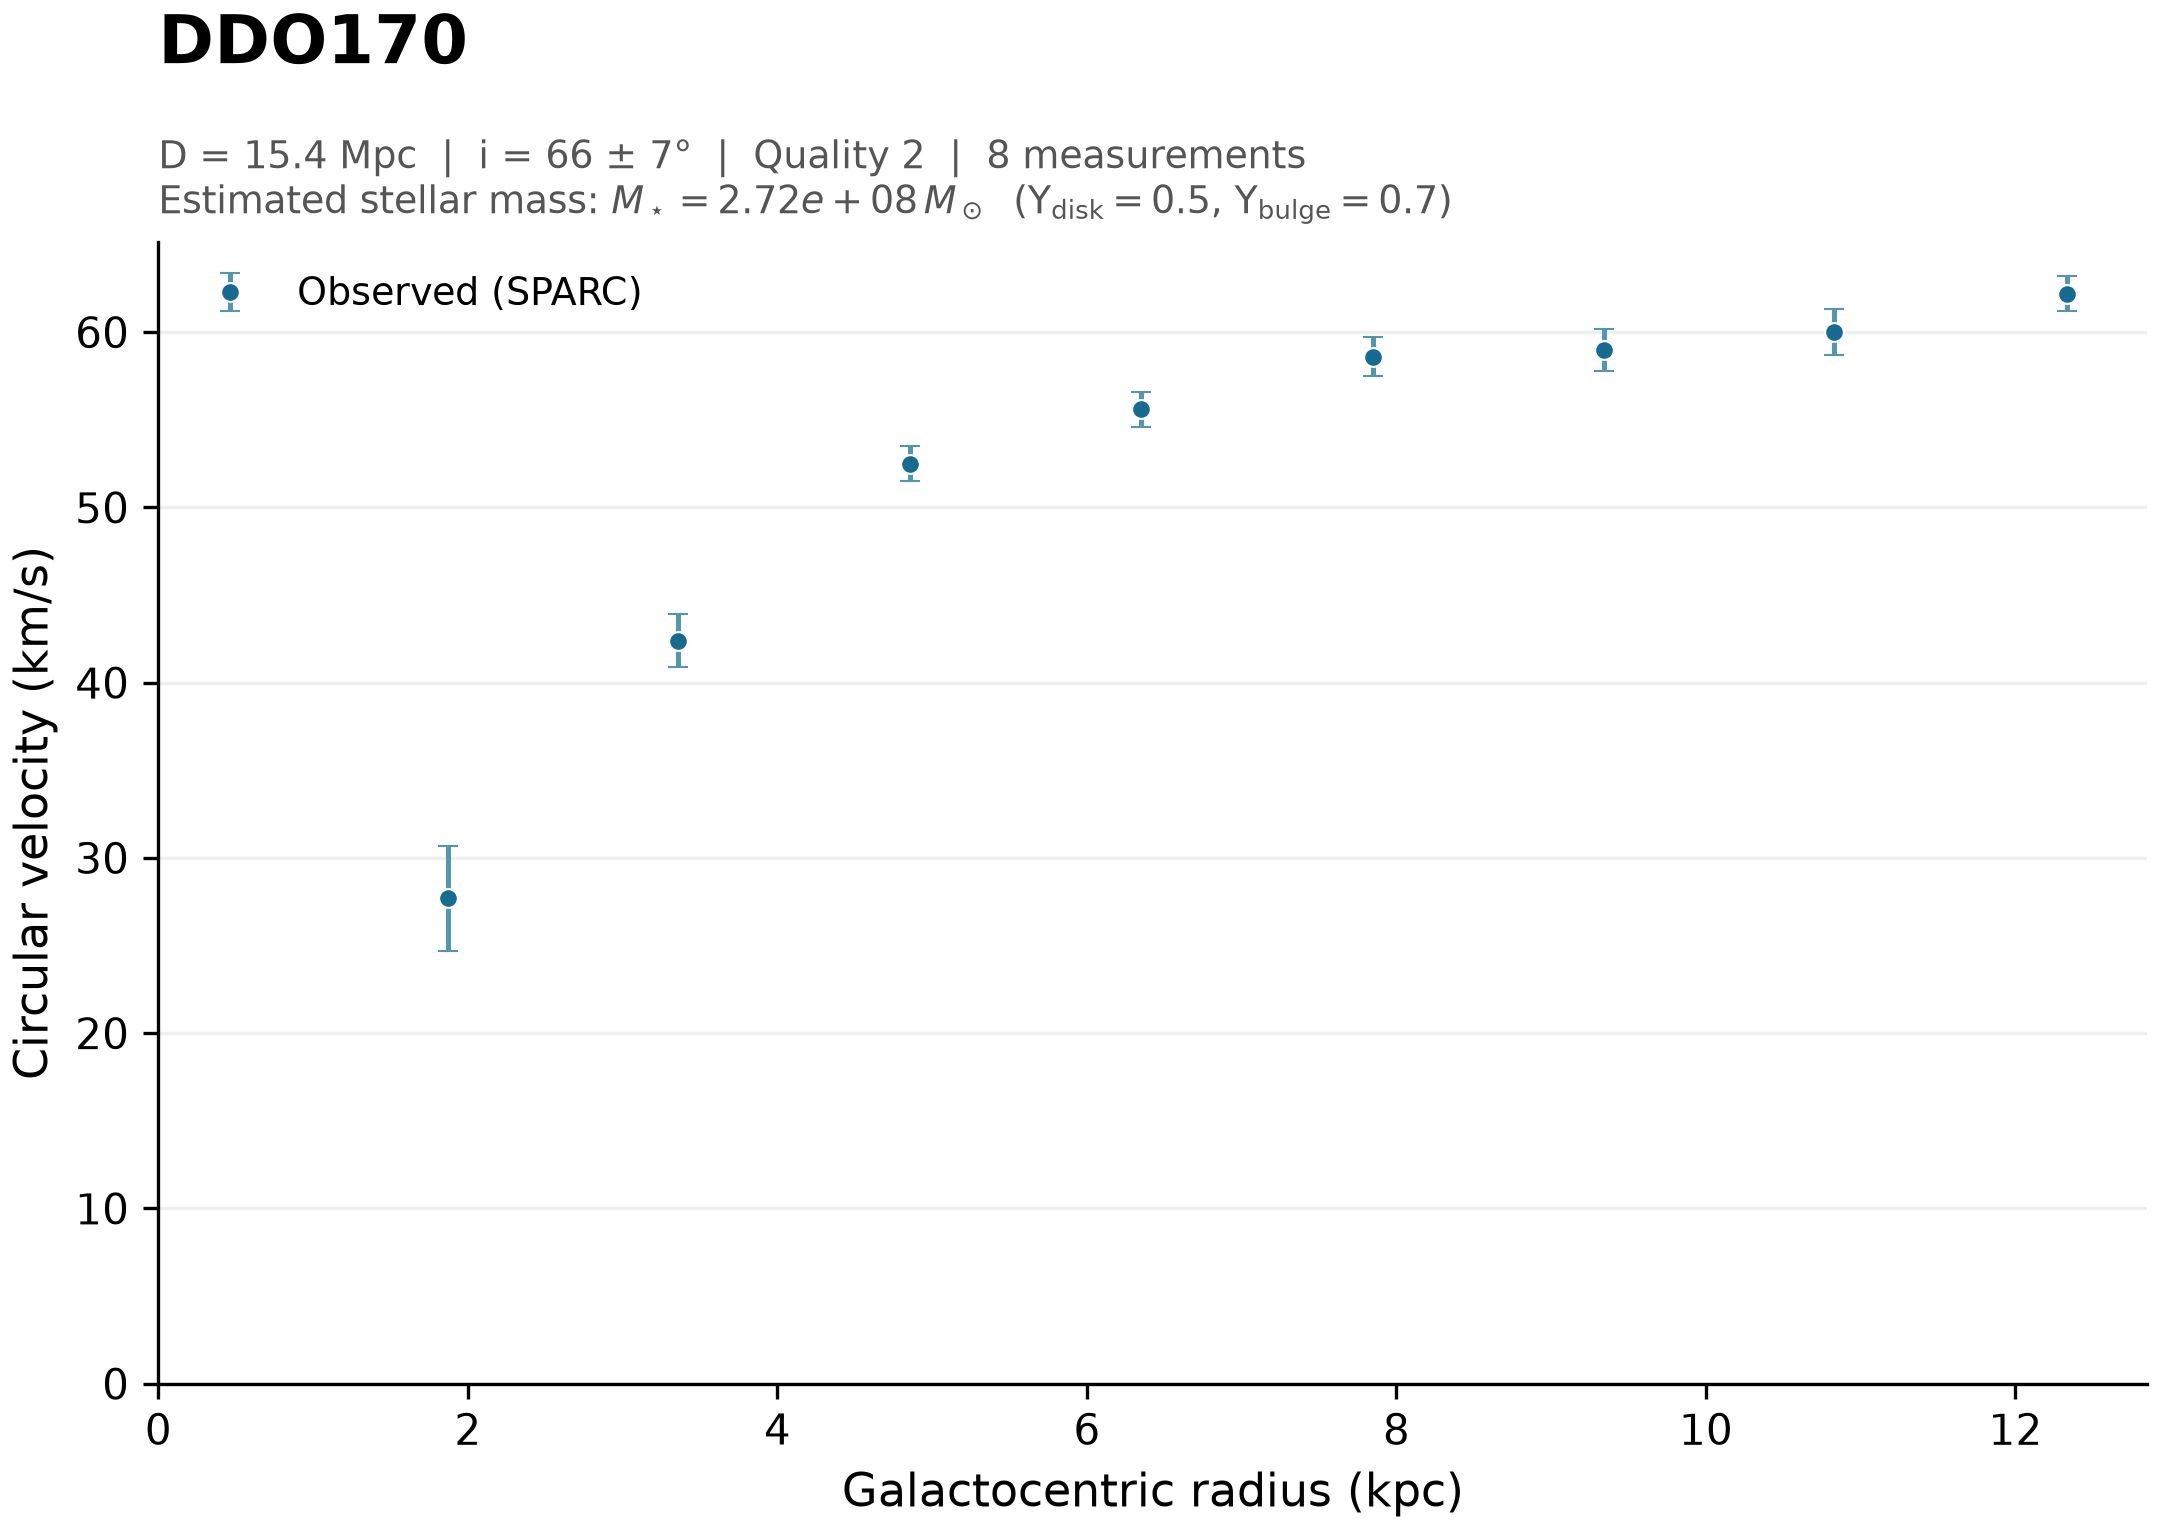 DDO170
D = 15.4 Mpc | i = 66 ± 7° | Quality 2 | 8 measurements
Estimated stellar mass: M⋆ = 2.72e + 08 M⊙ (Υdisk = 0.5, Υbulge = 0.7)
Observed (SPARC)
60
50
40
30
20
10
0
Circular velocity (km/s)
0 2 4 6 8 10 12
Galactocentric radius (kpc)